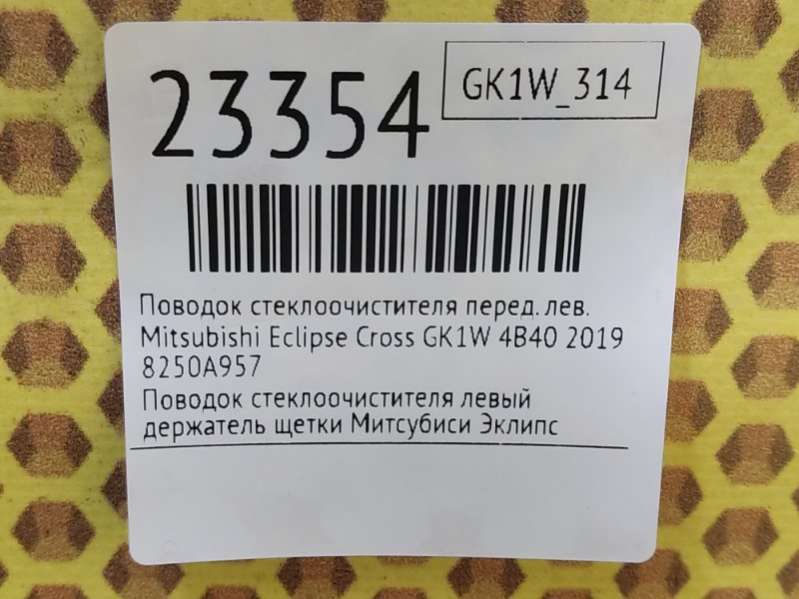 23354
GK1W_314
Поводок стеклоочистителя перед. лев.
Mitsubishi Eclipse Cross GK1W 4B40 2019
8250A957
Поводок стеклоочистителя левый
держатель щетки Митсубиси Эклипс